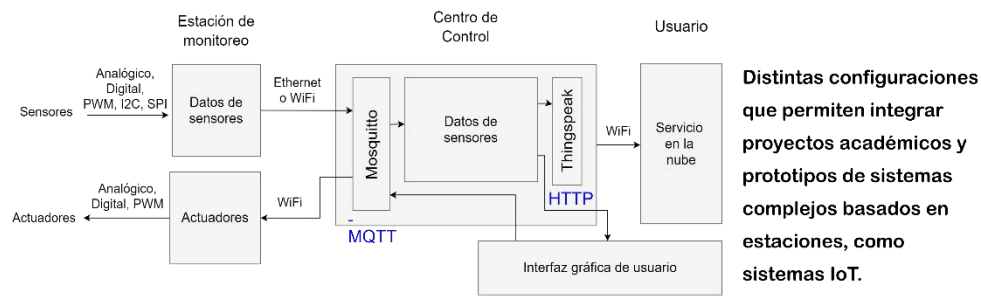 Estación de
monitoreo
Centro de
Control
Usuario
Sensores
Analógico,
Digital,
PWM, I2C, SPI
Datos de
sensores
Ethernet
o WiFi
Mosquitto
Datos de
sensores
Thingspeak
HTTP
WiFi
Servicio
en la
nube
Actuadores
Analógico,
Digital, PWM
Actuadores
WiFi
-
MQTT
Interfaz gráfica de usuario
Distintas configuraciones
que permiten integrar
proyectos académicos y
prototipos de sistemas
complejos basados en
estaciones, como
sistemas IoT.